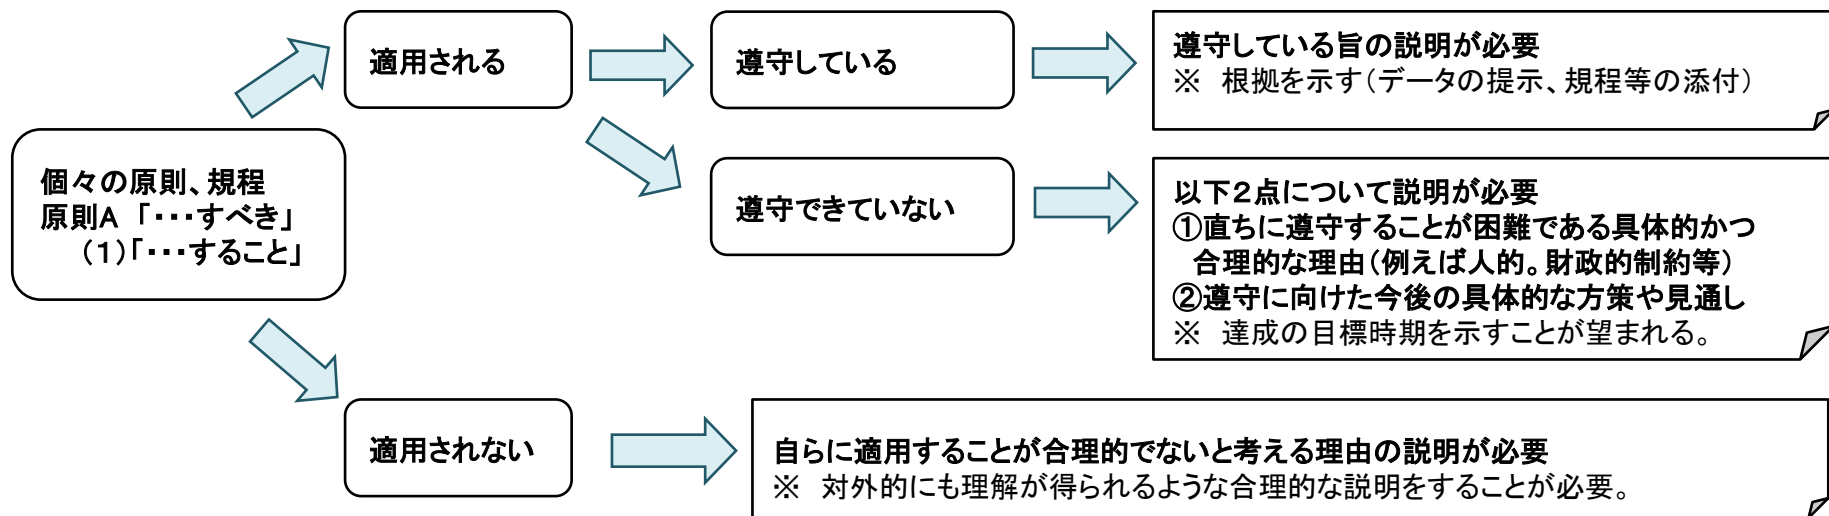 適用される
遵守している
遵守している旨の説明が必要
※ 根拠を示す(データの提示、規程等の添付)
個々の原則、規程
原則A 「・・・すべき」
(1)「・・・すること」
遵守できていない
以下2点について説明が必要
①直ちに遵守することが困難である具体的かつ
合理的な理由(例えば人的。財政的制約等)
②遵守に向けた今後の具体的な方策や見通し
※ 達成の目標時期を示すことが望まれる。
適用されない
自らに適用することが合理的でないと考える理由の説明が必要
※ 対外的にも理解が得られるような合理的な説明をすることが必要。